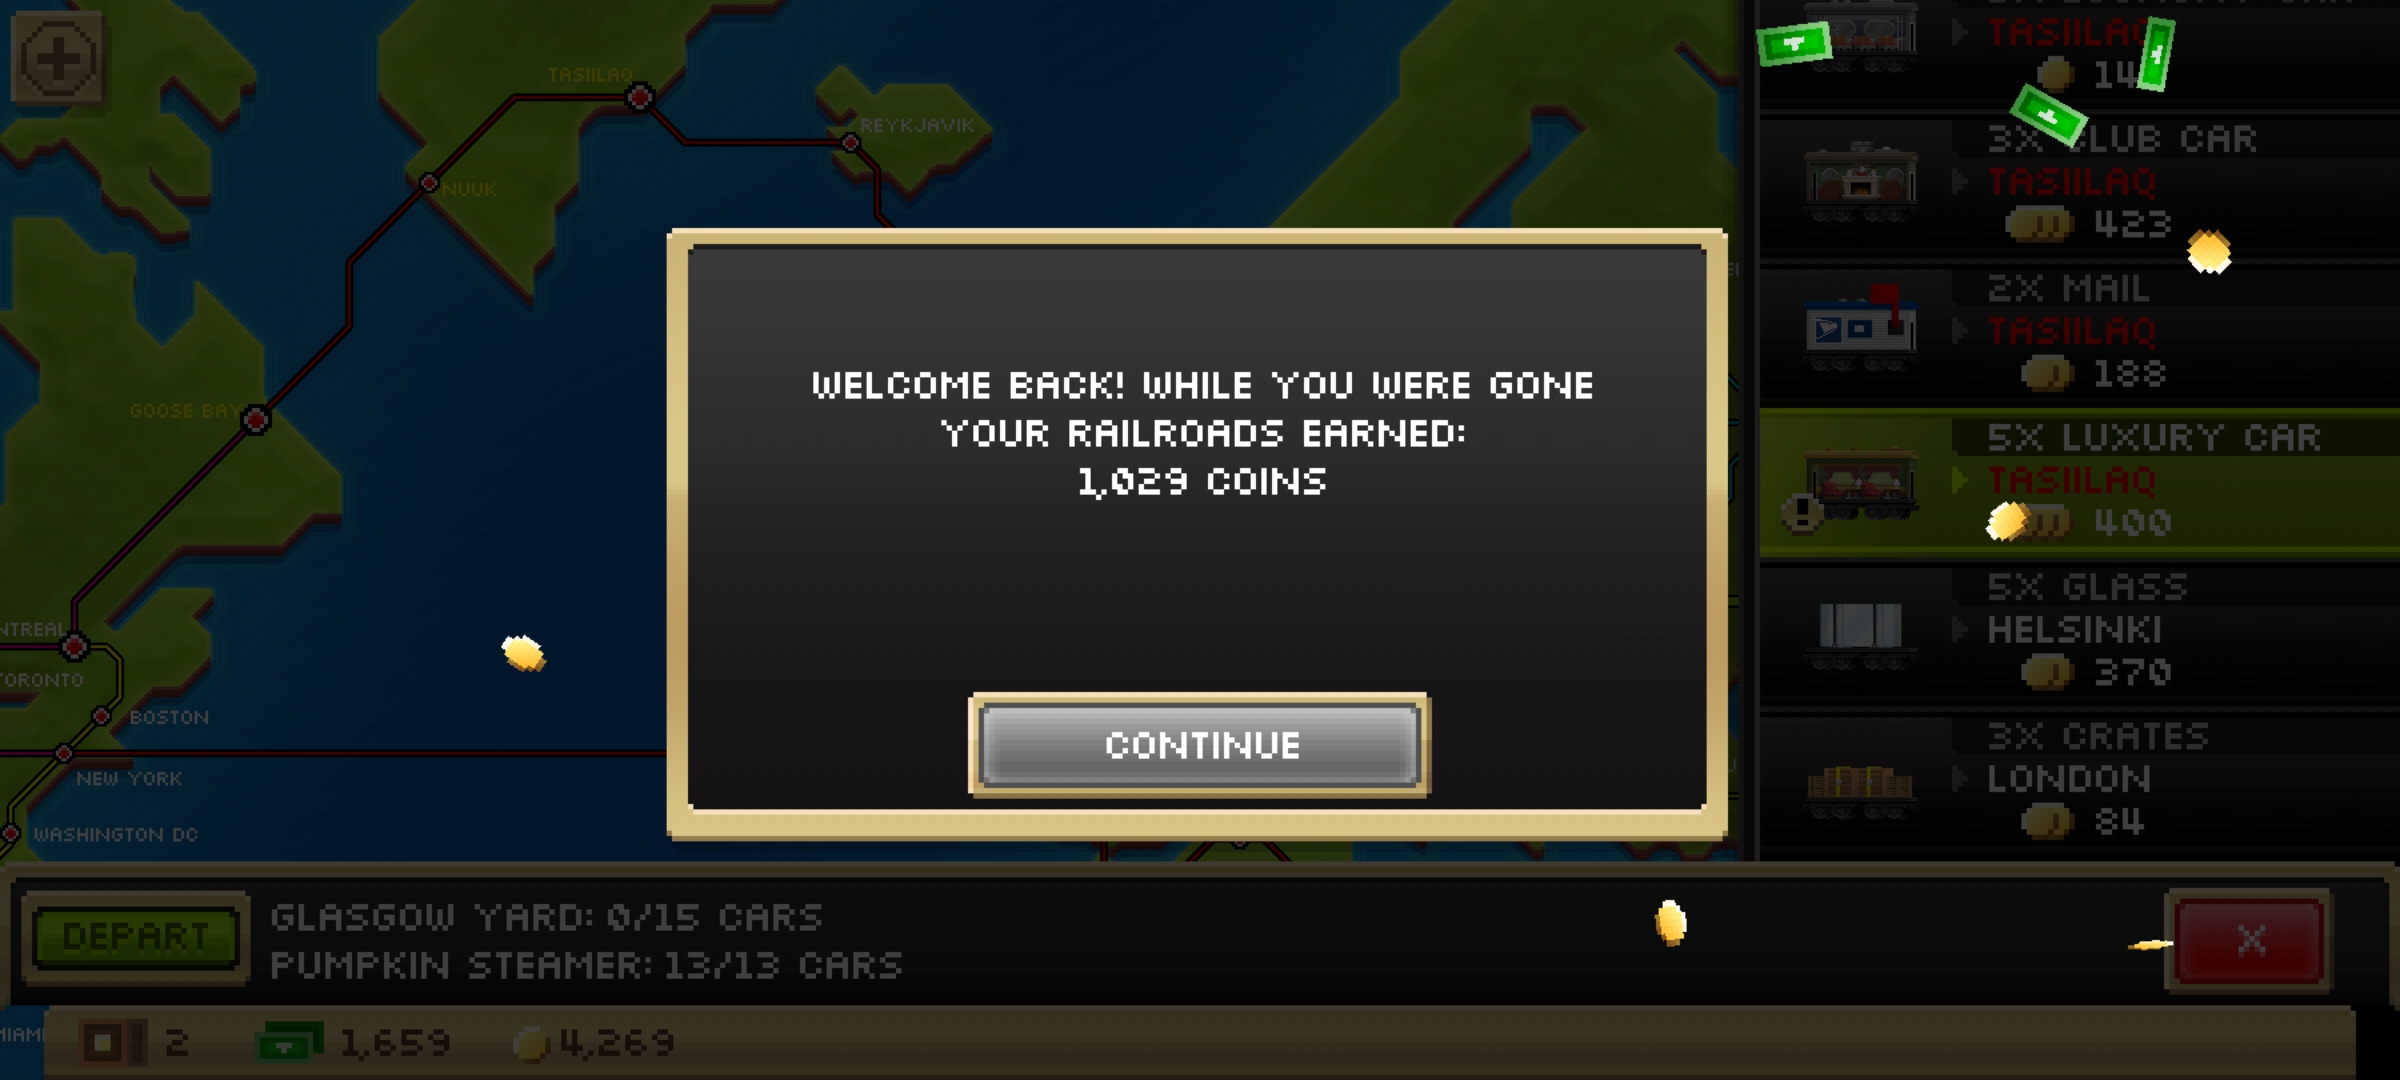 TASIILAQ
REYKJAVIK
NUUK
GOOSE BAY
NTREAL
TORONTO
BOSTON
NEW YORK
WASHINGTON DC
WELCOME BACK! WHILE YOU WERE GONE
YOUR RAILROADS EARNED:
1,029 COINS
CONTINUE
TASIILAQ
3X CLUB CAR
TASIILAQ
423
2X MAIL
TASIILAQ
188
5X LUXURY CAR
TASIILAQ
400
5X GLASS
HELSINKI
370
3X CRATES
LONDON
84
DEPART
GLASGOW YARD: 0/15 CARS
PUMPKIN STEAMER: 13/13 CARS
X
MIAMI
2
1,659
4,269